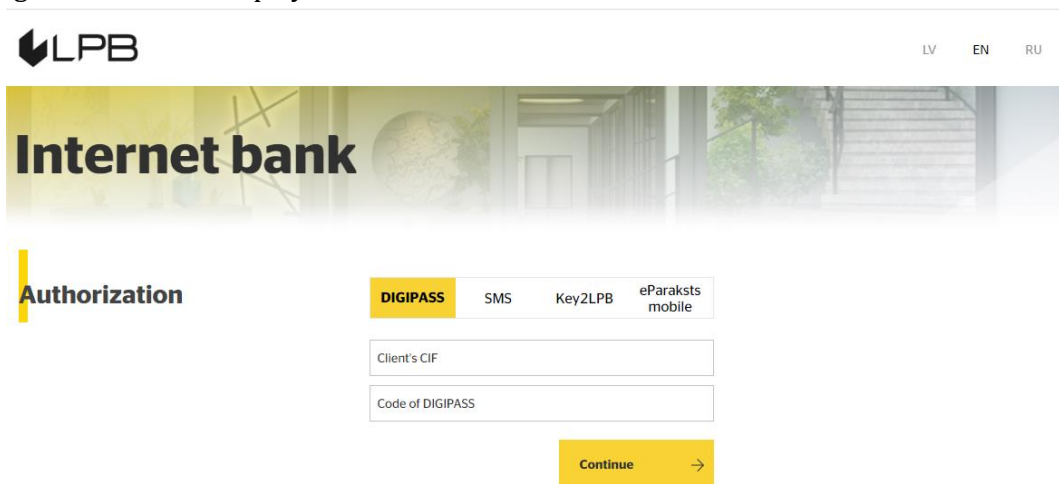 LPB
LV EN RU
Internet bank
Authorization
DIGIPASS SMS Key2LPB eParaksts mobile
Client's CIF
Code of DIGIPASS
Continue →